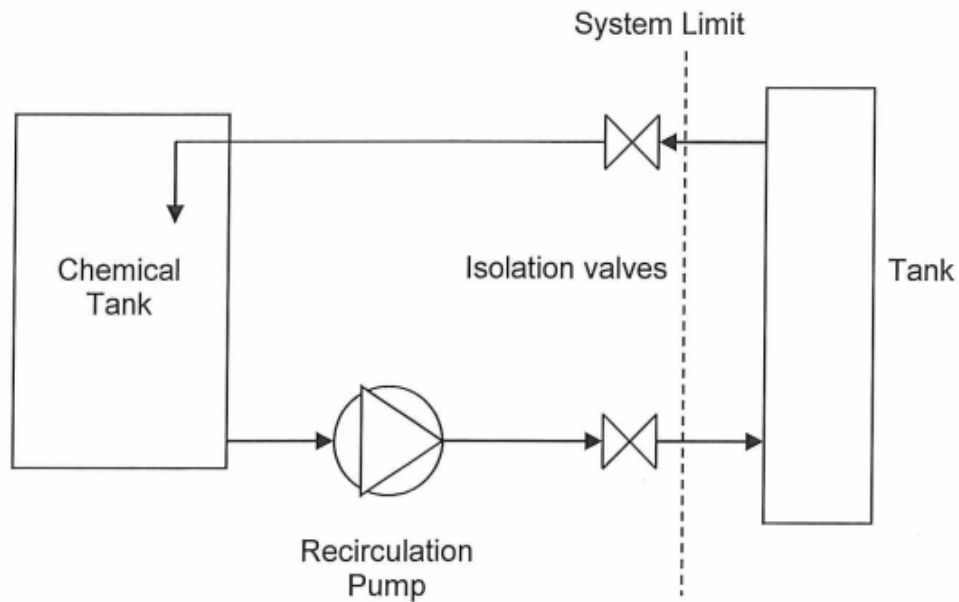 System Limit
Chemical
Tank
Isolation valves
Tank
Recirculation
Pump